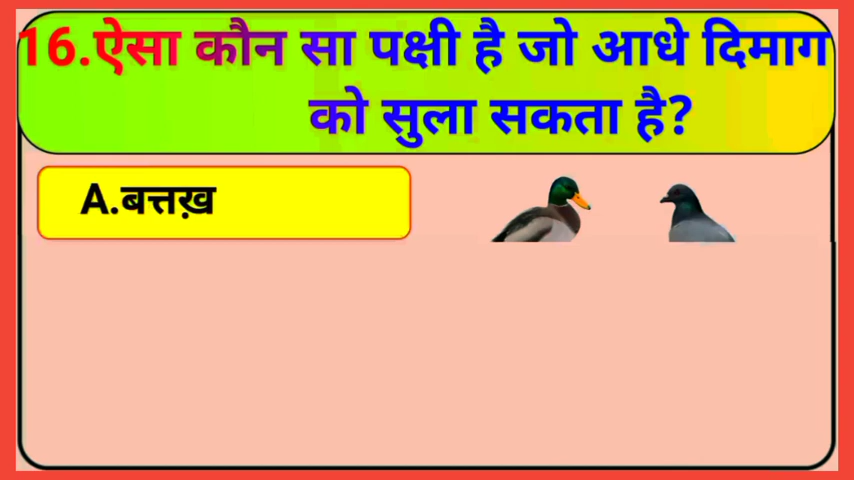 16.ऐसा कौन सा पक्षी है जो आधे दिमाग
को सुला सकता है?
A.बत्तख़